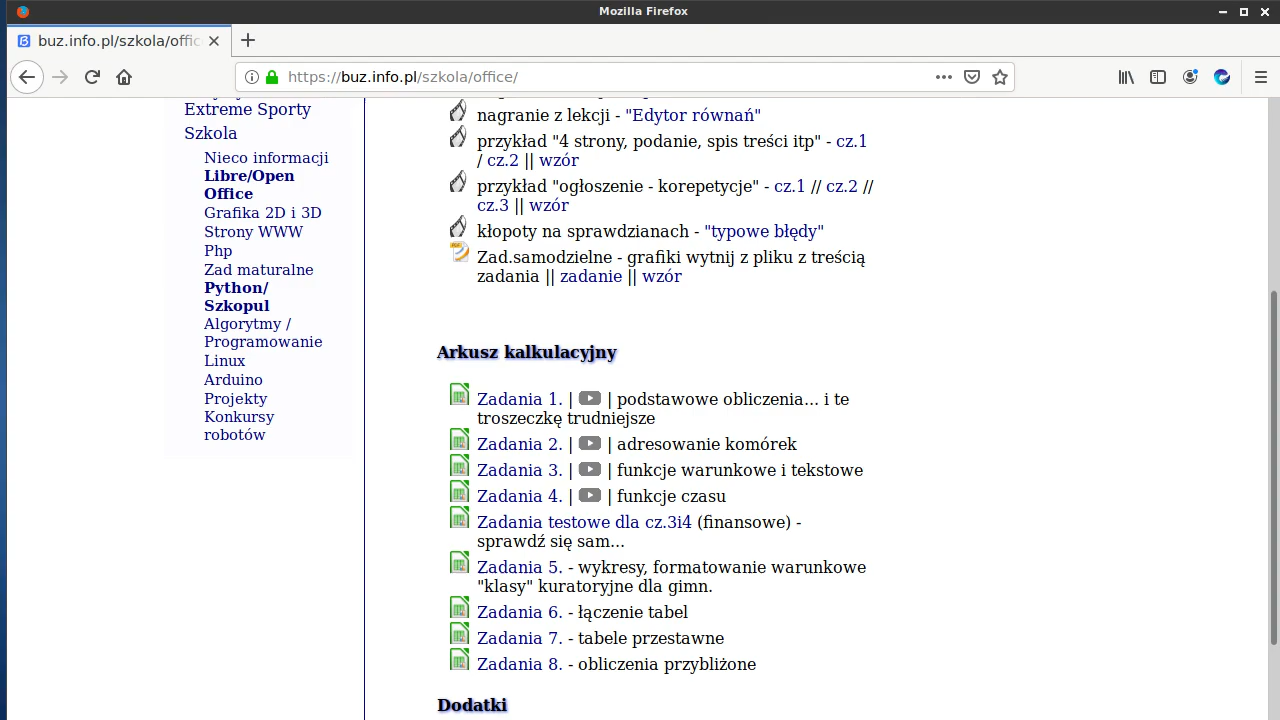 Mozilla Firefox
buz.info.pl/szkola/offic
https://buz.info.pl/szkola/office/
Extreme Sporty
Szkola
Nieco informacji
Libre/Open
Office
Grafika 2D i 3D
Strony WWW
Php
Zad maturalne
Python/
Szkopul
Algorytmy /
Programowanie
Linux
Arduino
Projekty
Konkursy
robotów
nagranie z lekcji - "Edytor równań"
przykład "4 strony, podanie, spis treści itp" - cz.1
/ cz.2 || wzór
przykład "ogłoszenie - korepetycje" - cz.1 // cz.2 //
cz.3 || wzór
kłopoty na sprawdzianach - "typowe błędy"
Zad.samodzielne - grafiki wytnij z pliku z treścią
zadania || zadanie || wzór
Arkusz kalkulacyjny
Zadania 1. | | podstawowe obliczenia... i te
troszeczkę trudniejsze
Zadania 2. | | adresowanie komórek
Zadania 3. | | funkcje warunkowe i tekstowe
Zadania 4. | | funkcje czasu
Zadania testowe dla cz.3i4 (finansowe) -
sprawdź się sam...
Zadania 5. - wykresy, formatowanie warunkowe
"klasy" kuratoryjne dla gimn.
Zadania 6. - łączenie tabel
Zadania 7. - tabele przestawne
Zadania 8. - obliczenia przybliżone
Dodatki